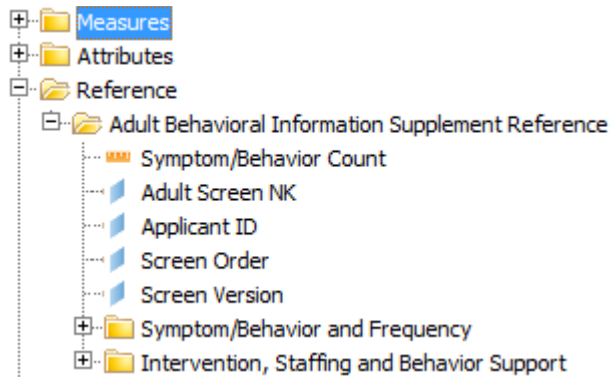 Measures
Attributes
Reference
Adult Behavioral Information Supplement Reference
Symptom/Behavior Count
Adult Screen NK
Applicant ID
Screen Order
Screen Version
Symptom/Behavior and Frequency
Intervention, Staffing and Behavior Support